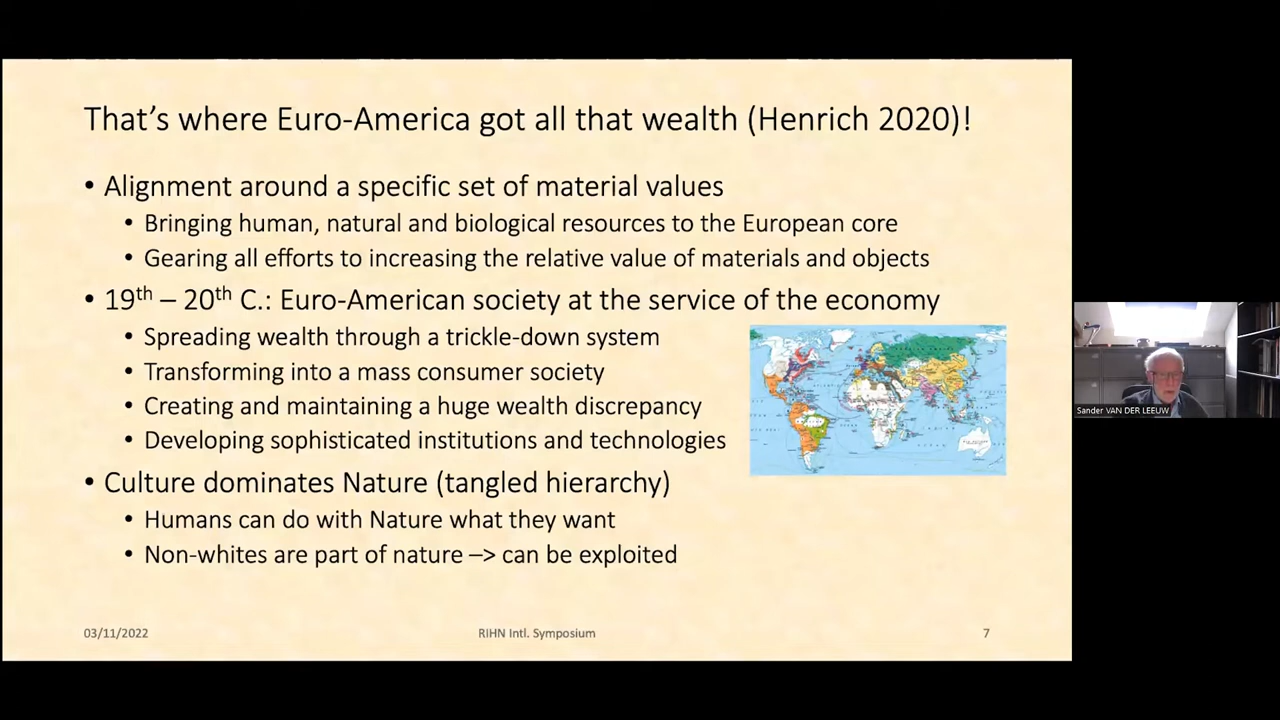 That's where Euro-America got all that wealth (Henrich 2020)!
• Alignment around a specific set of material values
• Bringing human, natural and biological resources to the European core
• Gearing all efforts to increasing the relative value of materials and objects
• 19th – 20th C.: Euro-American society at the service of the economy
• Spreading wealth through a trickle-down system
• Transforming into a mass consumer society
• Creating and maintaining a huge wealth discrepancy
• Developing sophisticated institutions and technologies
• Culture dominates Nature (tangled hierarchy)
• Humans can do with Nature what they want
• Non-whites are part of nature –> can be exploited
03/11/2022
RIHN Intl. Symposium
7
Sander VAN DER LEEUW